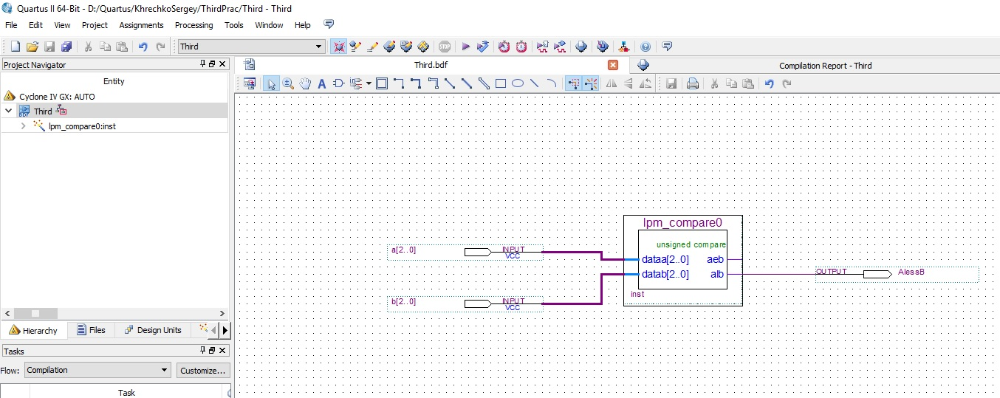 Quartus II 64-Bit - D:/Quartus/KhrechkoSergey/ThirdPrac/Third - Third
File Edit View Project Assignments Processing Tools Window Help
Third
Project Navigator
Third.bdf
Compilation Report - Third
Entity
Cyclone IV GX: AUTO
BDF Third
lpm_compare0:inst
lpm_compare0
unsigned compare
a[2..0] INPUT
VCC
dataa[2..0] aeb
datab[2..0] alb
OUTPUT AlessB
b[2..0] INPUT
VCC
inst
Hierarchy Files Design Units
Tasks
Flow: Compilation Customize...
Task